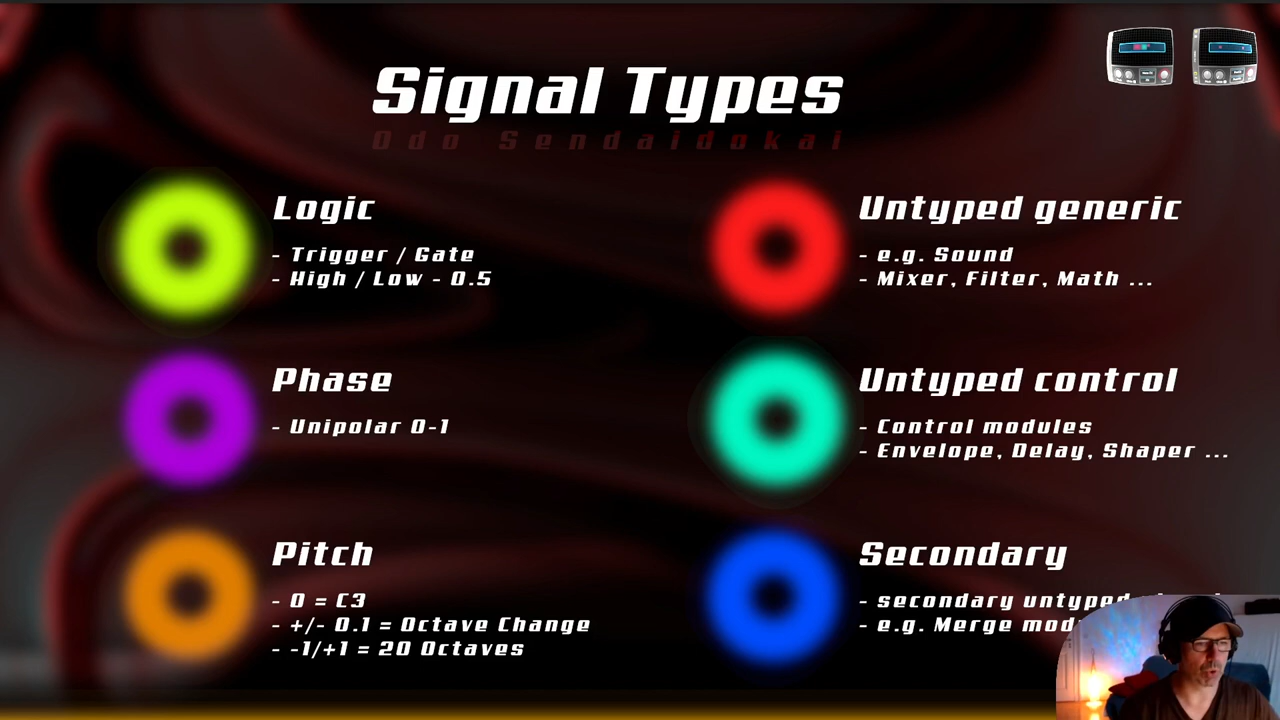 Signal Types
Odo Sendaidokai
Logic
- Trigger / Gate
- High / Low - 0.5
Phase
- Unipolar 0-1
Pitch
- 0 = C3
- +/- 0.1 = Octave Change
- -1/+1 = 20 Octaves
Untyped generic
- e.g. Sound
- Mixer, Filter, Math ...
Untyped control
- Control modules
- Envelope, Delay, Shaper ...
Secondary
- secondary untyped
- e.g. Merge